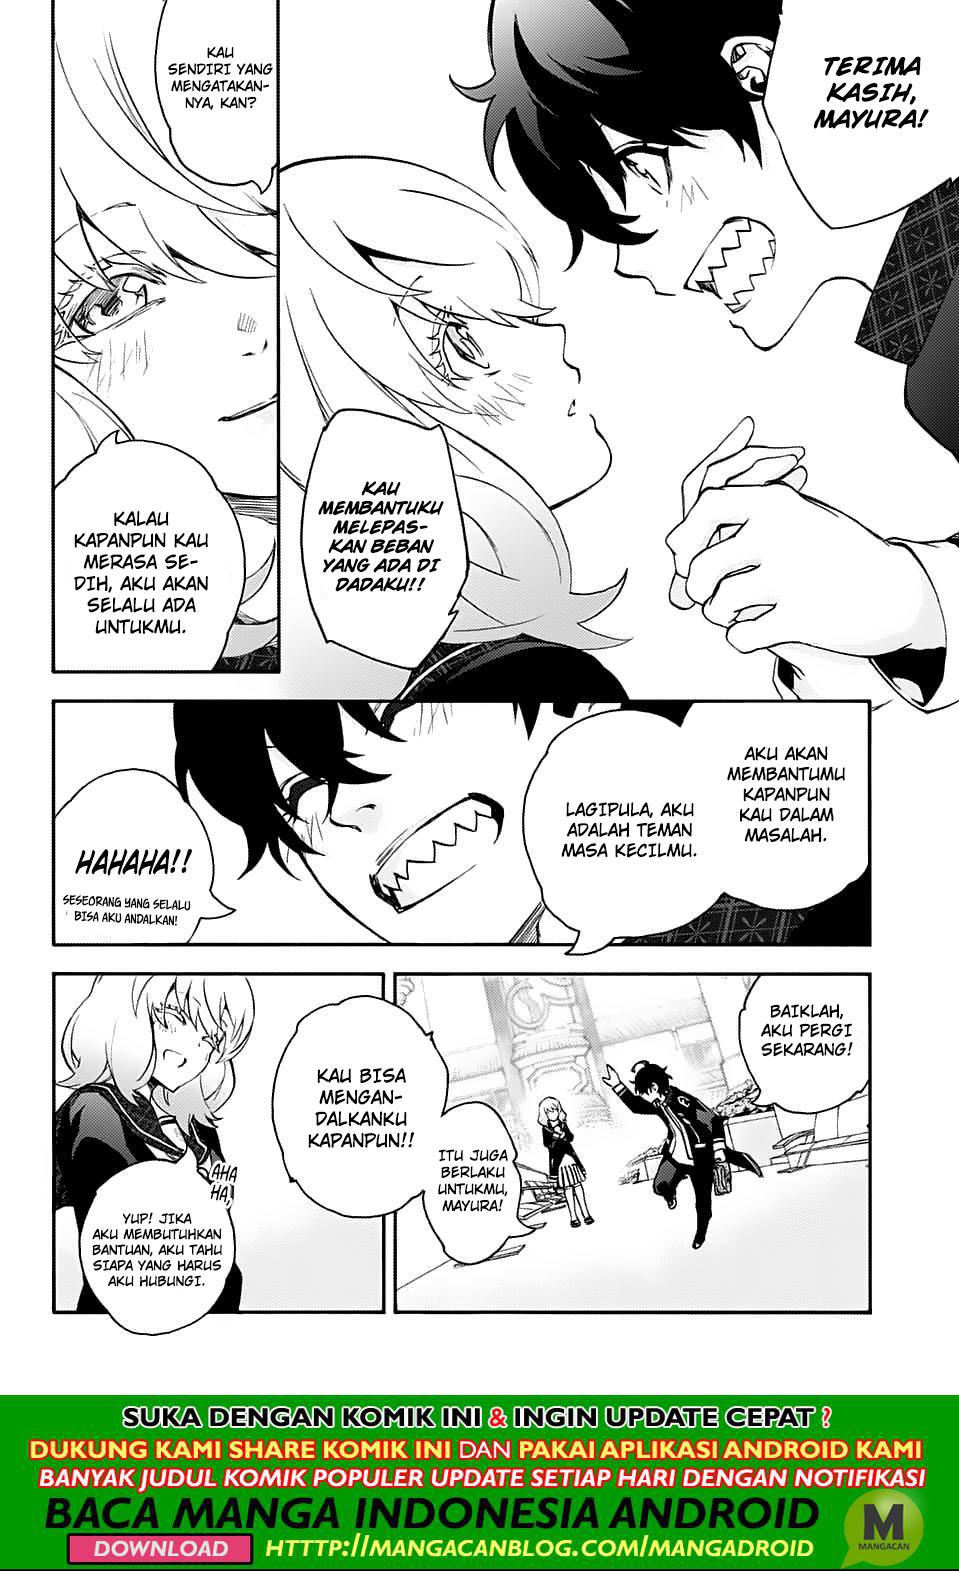 TERIMA
KASIH,
MAYURA!
KAU
MEMBANTUKU
MELEPAS-
KAN BEBAN
YANG ADA DI
DADAKU!!
KAU
SENDIRI YANG
MENGATAKAN-
NYA, KAN?
KALAU
KAPANPUN KAU
MERASA SE-
DIH, AKU AKAN
SELALU ADA
UNTUKMU.
AKU AKAN
MEMBANTUMU
KAPANPUN
KAU DALAM
MASALAH.
LAGIPULA, AKU
ADALAH TEMAN
MASA KECILMU.
HAHAHA!!
SESEORANG YANG SELALU
BISA AKU ANDALKAN!
BAIKLAH,
AKU PERGI
SEKARANG!
ITU JUGA
BERLAKU
UNTUKMU,
MAYURA!
KAU BISA
MENGAN-
DALKANKU
KAPANPUN!!
AHA
HA,
YUP! JIKA
AKU MEMBUTUHKAN
BANTUAN, AKU TAHU
SIAPA YANG HARUS
AKU HUBUNGI.
SUKA DENGAN KOMIK INI & INGIN UPDATE CEPAT ?
DUKUNG KAMI SHARE KOMIK INI DAN PAKAI APLIKASI ANDROID KAMI
BANYAK JUDUL KOMIK POPULER UPDATE SETIAP HARI DENGAN NOTIFIKASI
BACA MANGA INDONESIA ANDROID
DOWNLOAD HTTTP://MANGACANBLOG.COM/MANGADROID
M
MANGACAN